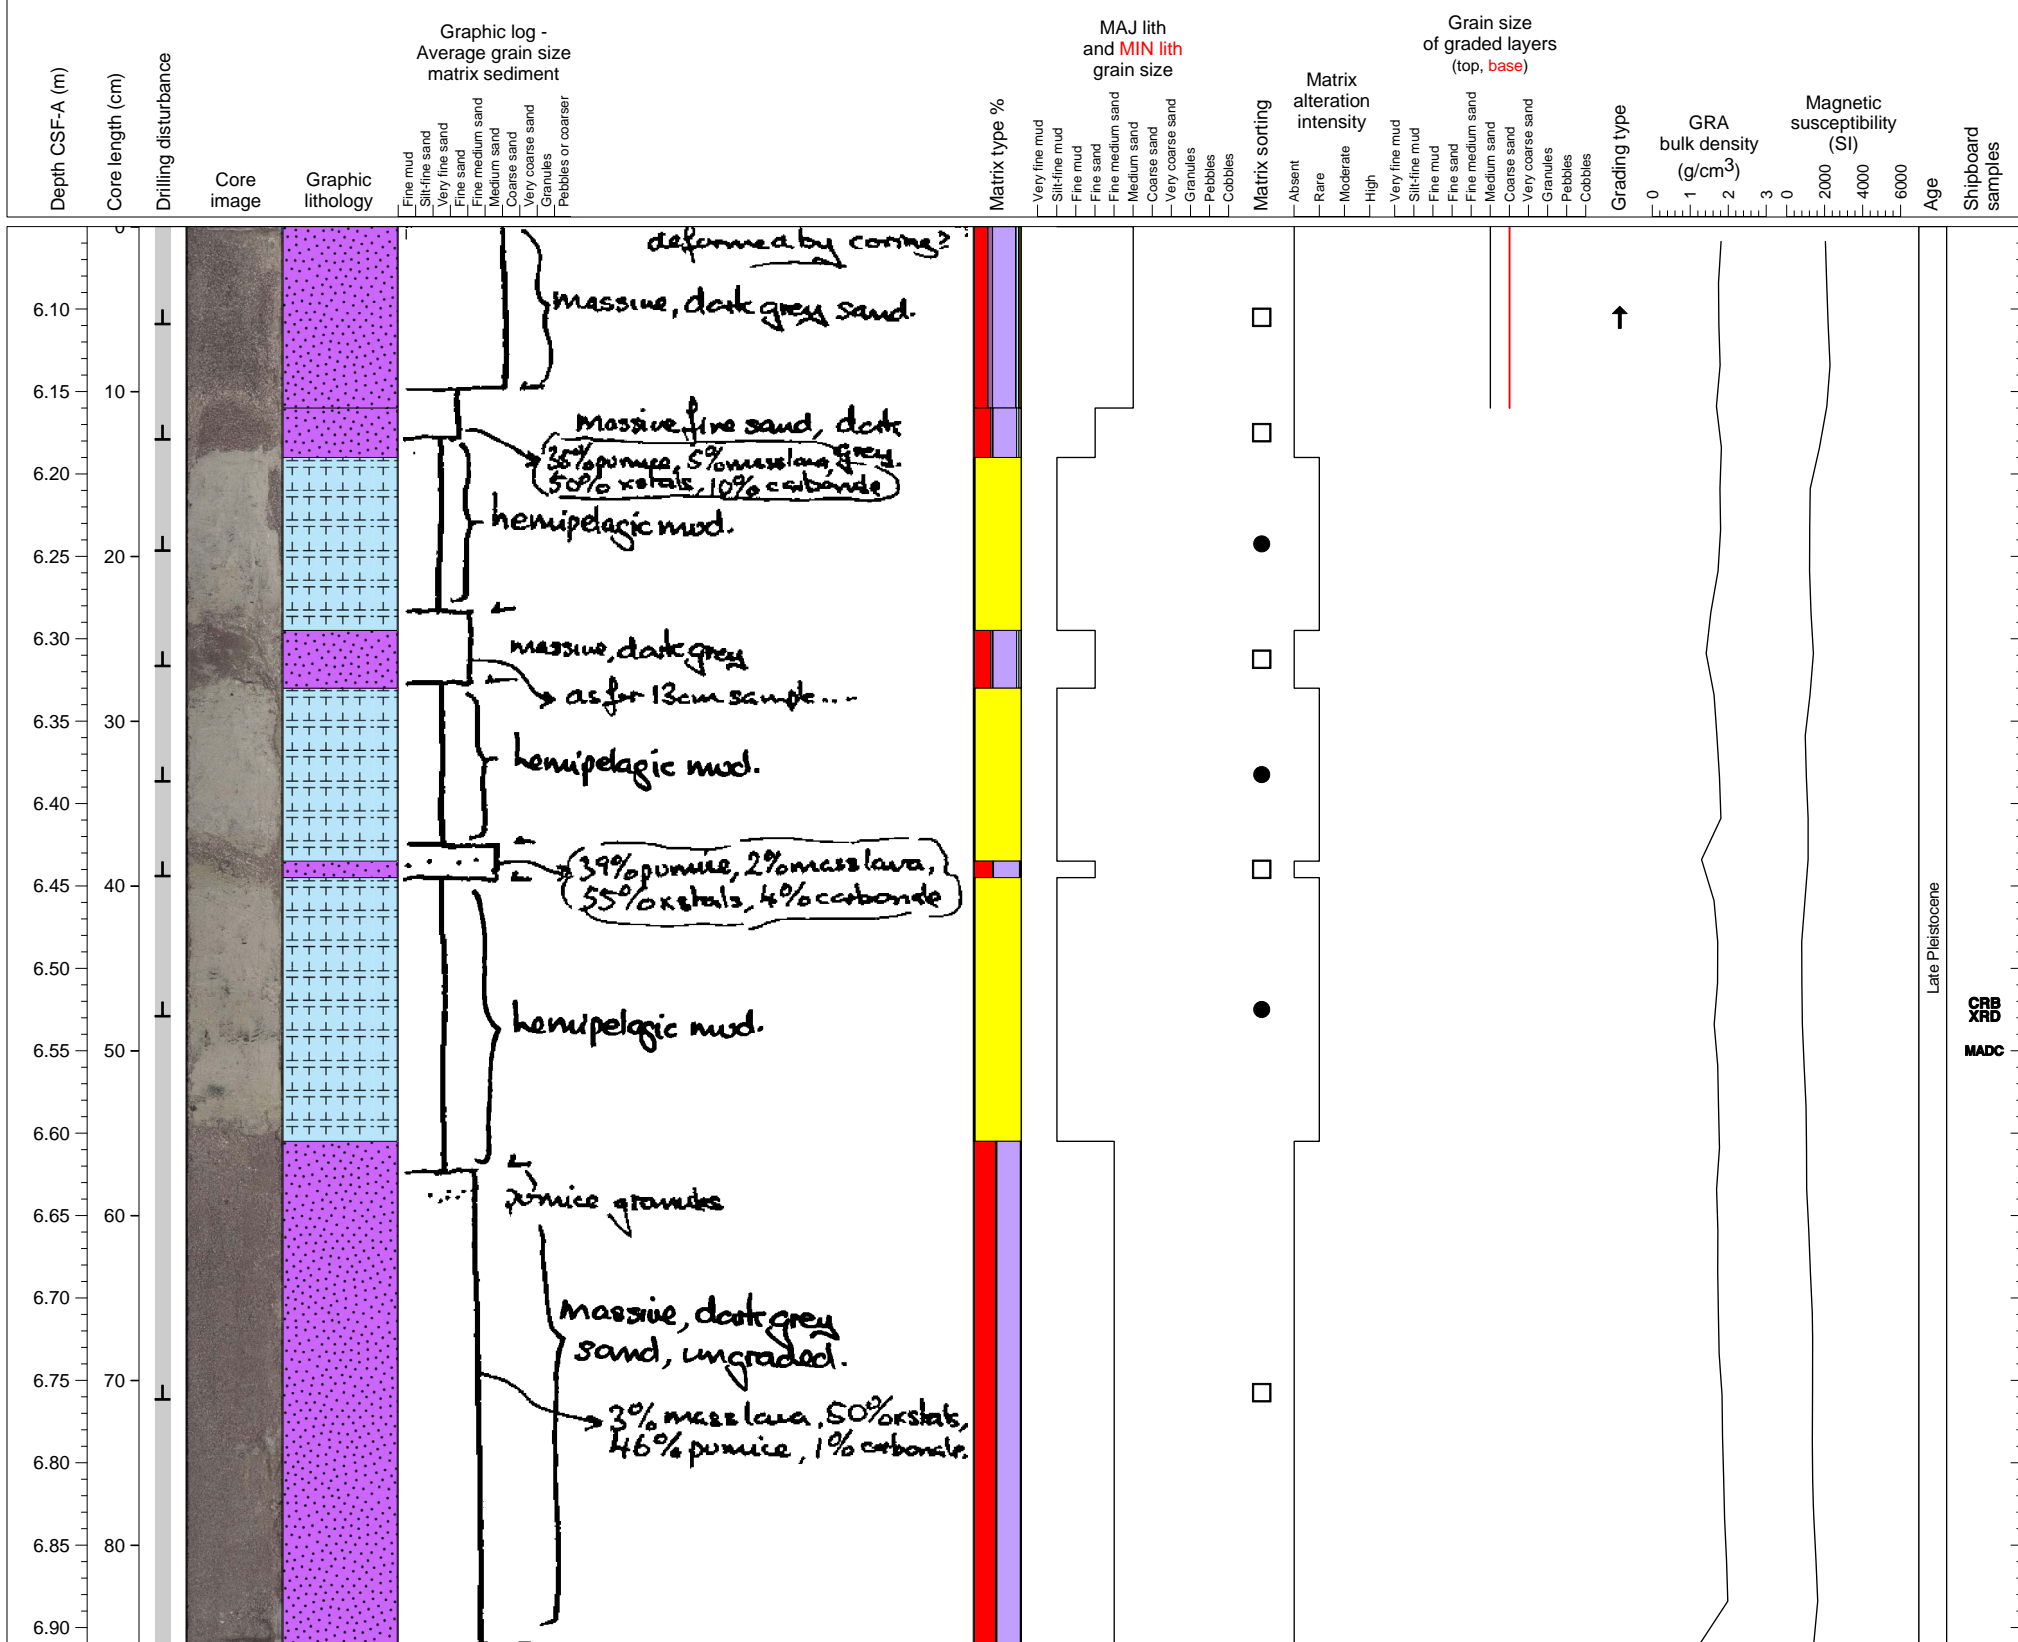 Depth CSF-A (m)
Core length (cm)
Drilling disturbance
Core
image
Graphic
lithology
Graphic log -
Average grain size
matrix sediment
Fine mud
Silt-fine sand
Very fine sand
Fine sand
Fine medium sand
Medium sand
Coarse sand
Very coarse sand
Granules
Pebbles or coarser
Matrix type %
MAJ lith
and MIN lith
grain size
Very fine mud
Silt-fine mud
Fine mud
Fine sand
Fine medium sand
Medium sand
Coarse sand
Very coarse sand
Granules
Pebbles
Cobbles
Matrix sorting
Matrix
alteration
intensity
Absent
Rare
Moderate
High
Grain size
of graded layers
(top, base)
Very fine mud
Silt-fine mud
Fine mud
Fine sand
Fine medium sand
Medium sand
Coarse sand
Very coarse sand
Granules
Pebbles
Cobbles
Grading type
GRA
bulk density
(g/cm3)
0 1 2 3
Magnetic
susceptibility
(SI)
0 2000 4000 6000
Age
Shipboard
samples
0
deformed by coring?
massive, dark grey sand.
6.10
6.15
10
massive fine sand, dark
grey.
35% pumice, 5% mass lava,
50% xstals, 10% carbonate
6.20
hemipelagic mud.
6.25
20
6.30
massive, dark grey
as for 13cm sample...
6.35
30
hemipelagic mud.
6.40
39% pumice, 2% mass lava,
55% xstals, 4% carbonate
6.45
40
Late Pleistocene
6.50
CRB
XRD
hemipelagic mud.
6.55
50
MADC
6.60
pumice granules
6.65
60
6.70
massive, dark grey
sand, ungraded.
6.75
70
3% mass lava, 50% xstals,
46% pumice, 1% carbonate.
6.80
6.85
80
6.90